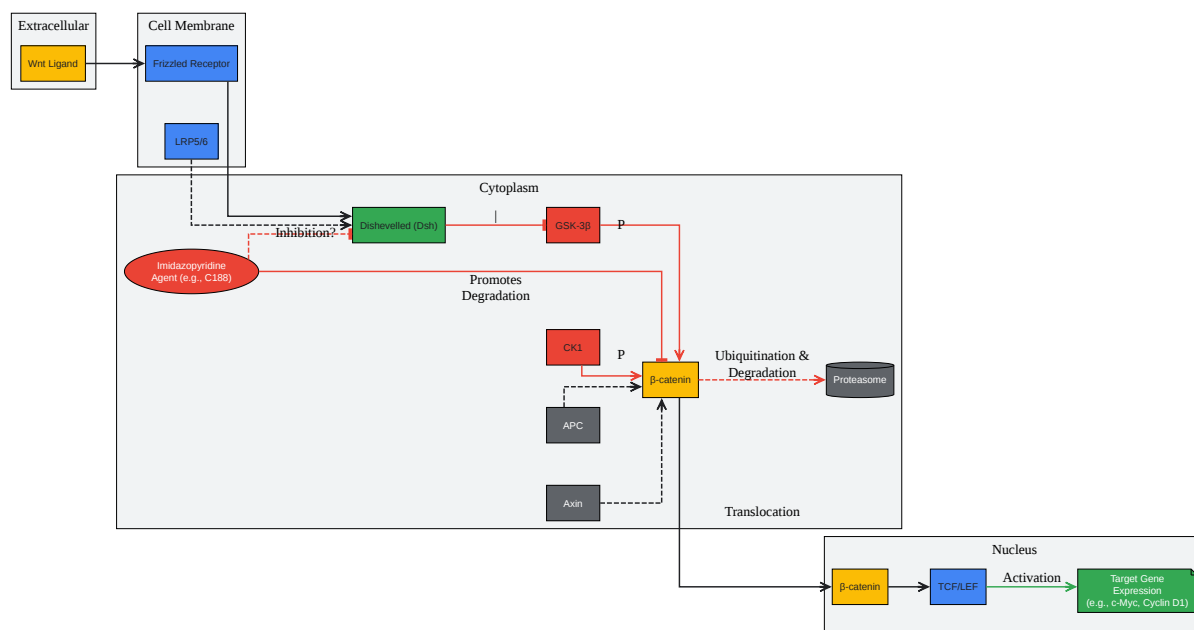 Extracellular
Wnt Ligand
Cell Membrane
Frizzled Receptor
LRP5/6
Cytoplasm
|
Dishevelled (Dsh)
GSK-3β
P
Inhibition?
Imidazopyridine
Agent (e.g., C188)
Promotes
Degradation
CK1
P
β-catenin
Ubiquitination &
Degradation
Proteasome
APC
Axin
Translocation
Nucleus
β-catenin
TCF/LEF
Activation
Target Gene
Expression
(e.g., c-Myc, Cyclin D1)